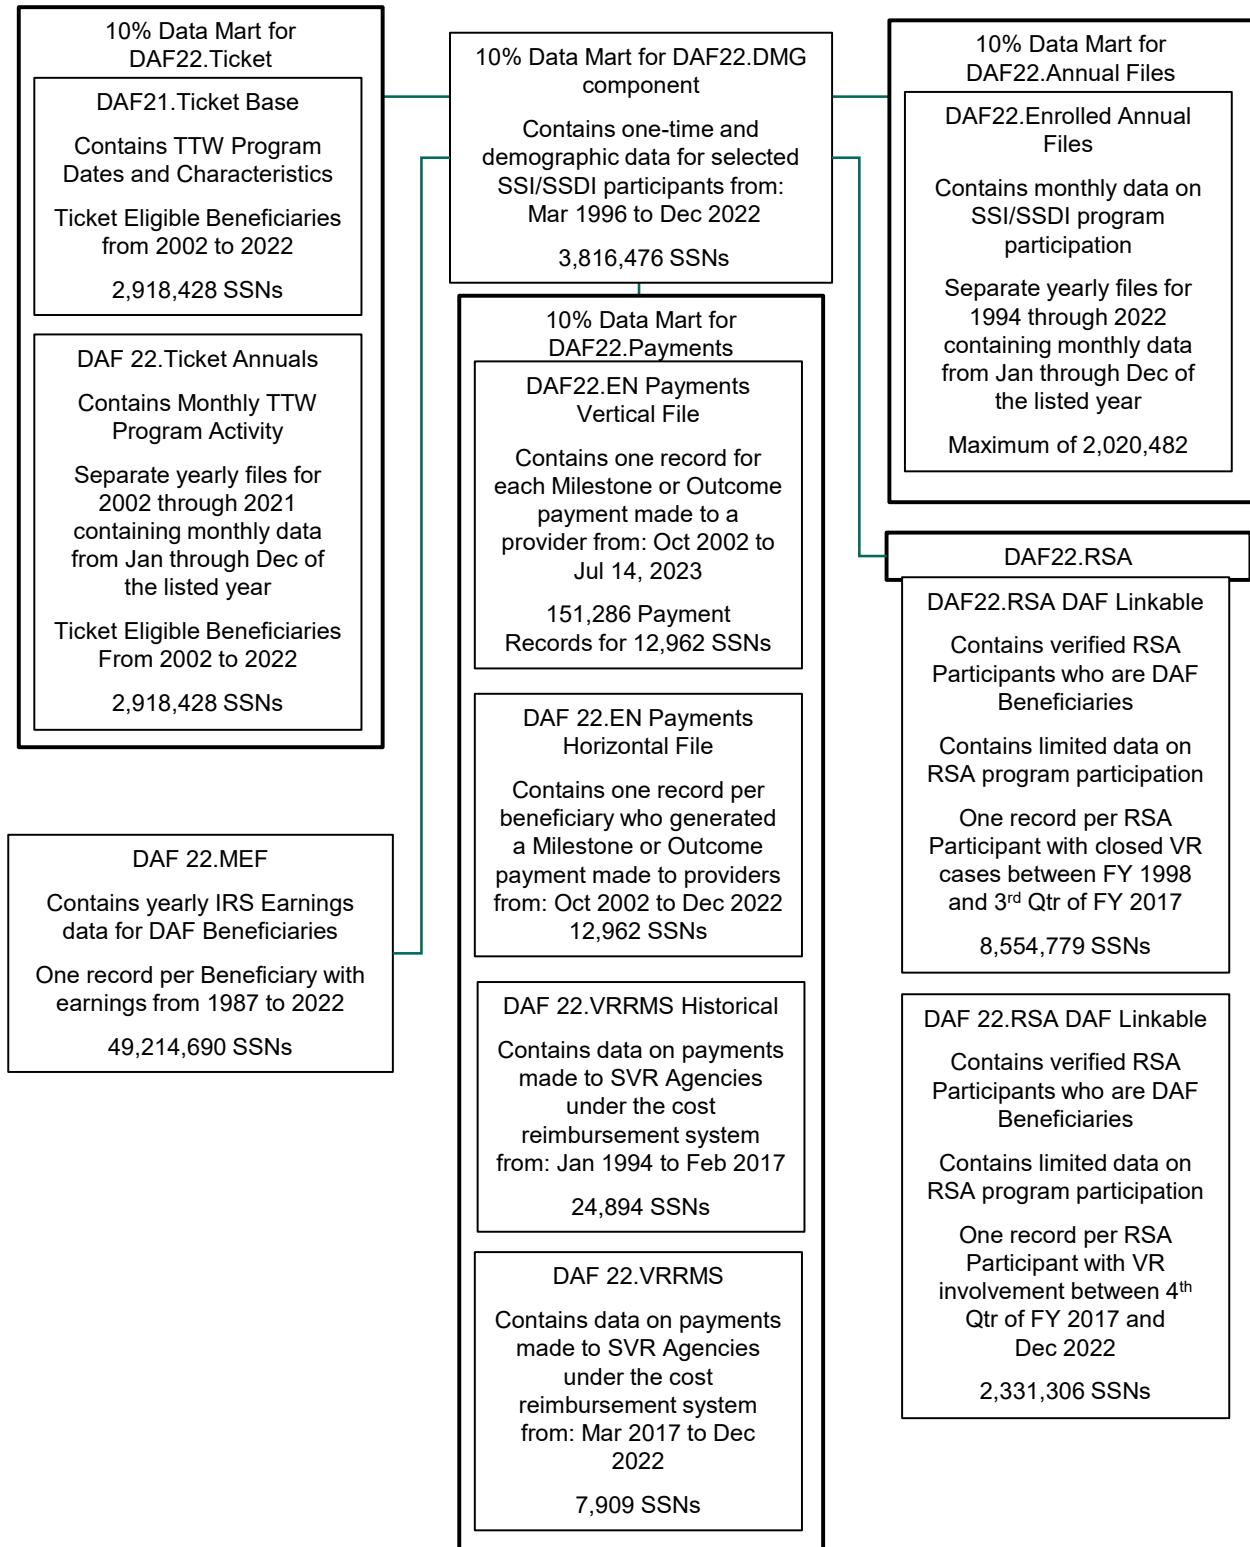 10% Data Mart for
DAF22.Ticket
DAF21.Ticket Base
Contains TTW Program
Dates and Characteristics
Ticket Eligible Beneficiaries
from 2002 to 2022
2,918,428 SSNs
DAF 22.Ticket Annuals
Contains Monthly TTW
Program Activity
Separate yearly files for
2002 through 2021
containing monthly data
from Jan through Dec of
the listed year
Ticket Eligible Beneficiaries
From 2002 to 2022
2,918,428 SSNs
DAF 22.MEF
Contains yearly IRS Earnings
data for DAF Beneficiaries
One record per Beneficiary with
earnings from 1987 to 2022
49,214,690 SSNs
10% Data Mart for DAF22.DMG
component
Contains one-time and
demographic data for selected
SSI/SSDI participants from:
Mar 1996 to Dec 2022
3,816,476 SSNs
10% Data Mart for
DAF22.Payments
DAF22.EN Payments
Vertical File
Contains one record for
each Milestone or Outcome
payment made to a
provider from: Oct 2002 to
Jul 14, 2023
151,286 Payment
Records for 12,962 SSNs
DAF 22.EN Payments
Horizontal File
Contains one record per
beneficiary who generated
a Milestone or Outcome
payment made to providers
from: Oct 2002 to Dec 2022
12,962 SSNs
DAF 22.VRRMS Historical
Contains data on payments
made to SVR Agencies
under the cost
reimbursement system
from: Jan 1994 to Feb 2017
24,894 SSNs
DAF 22.VRRMS
Contains data on payments
made to SVR Agencies
under the cost
reimbursement system
from: Mar 2017 to Dec
2022
7,909 SSNs
10% Data Mart for
DAF22.Annual Files
DAF22.Enrolled Annual
Files
Contains monthly data on
SSI/SSDI program
participation
Separate yearly files for
1994 through 2022
containing monthly data
from Jan through Dec of
the listed year
Maximum of 2,020,482
DAF22.RSA
DAF22.RSA DAF Linkable
Contains verified RSA
Participants who are DAF
Beneficiaries
Contains limited data on
RSA program participation
One record per RSA
Participant with closed VR
cases between FY 1998
and 3rd Qtr of FY 2017
8,554,779 SSNs
DAF 22.RSA DAF Linkable
Contains verified RSA
Participants who are DAF
Beneficiaries
Contains limited data on
RSA program participation
One record per RSA
Participant with VR
involvement between 4th
Qtr of FY 2017 and
Dec 2022
2,331,306 SSNs